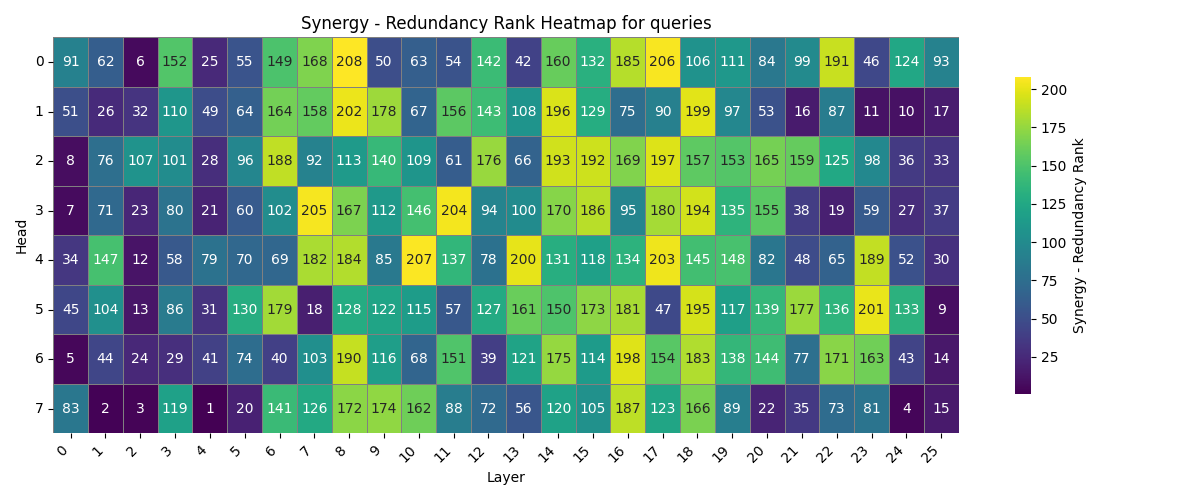 Synergy - Redundancy Rank Heatmap for queries
0 91 62 6 152 25 55 149 168 208 50 63 54 142 42 160 132 185 206 106 111 84 99 191 46 124 93
1 51 26 32 110 49 64 164 158 202 178 67 156 143 108 196 129 75 90 199 97 53 16 87 11 10 17
2 8 76 107 101 28 96 188 92 113 140 109 61 176 66 193 192 169 197 157 153 165 159 125 98 36 33
3 7 71 23 80 21 60 102 205 167 112 146 204 94 100 170 186 95 180 194 135 155 38 19 59 27 37
4 34 147 12 58 79 70 69 182 184 85 207 137 78 200 131 118 134 203 145 148 82 48 65 189 52 30
5 45 104 13 86 31 130 179 18 128 122 115 57 127 161 150 173 181 47 195 117 139 177 136 201 133 9
6 5 44 24 29 41 74 40 103 190 116 68 151 39 121 175 114 198 154 183 138 144 77 171 163 43 14
7 83 2 3 119 1 20 141 126 172 174 162 88 72 56 120 105 187 123 166 89 22 35 73 81 4 15
0 1 2 3 4 5 6 7 8 9 10 11 12 13 14 15 16 17 18 19 20 21 22 23 24 25
Layer
Head
200
175
150
125
100
75
50
25
Synergy - Redundancy Rank